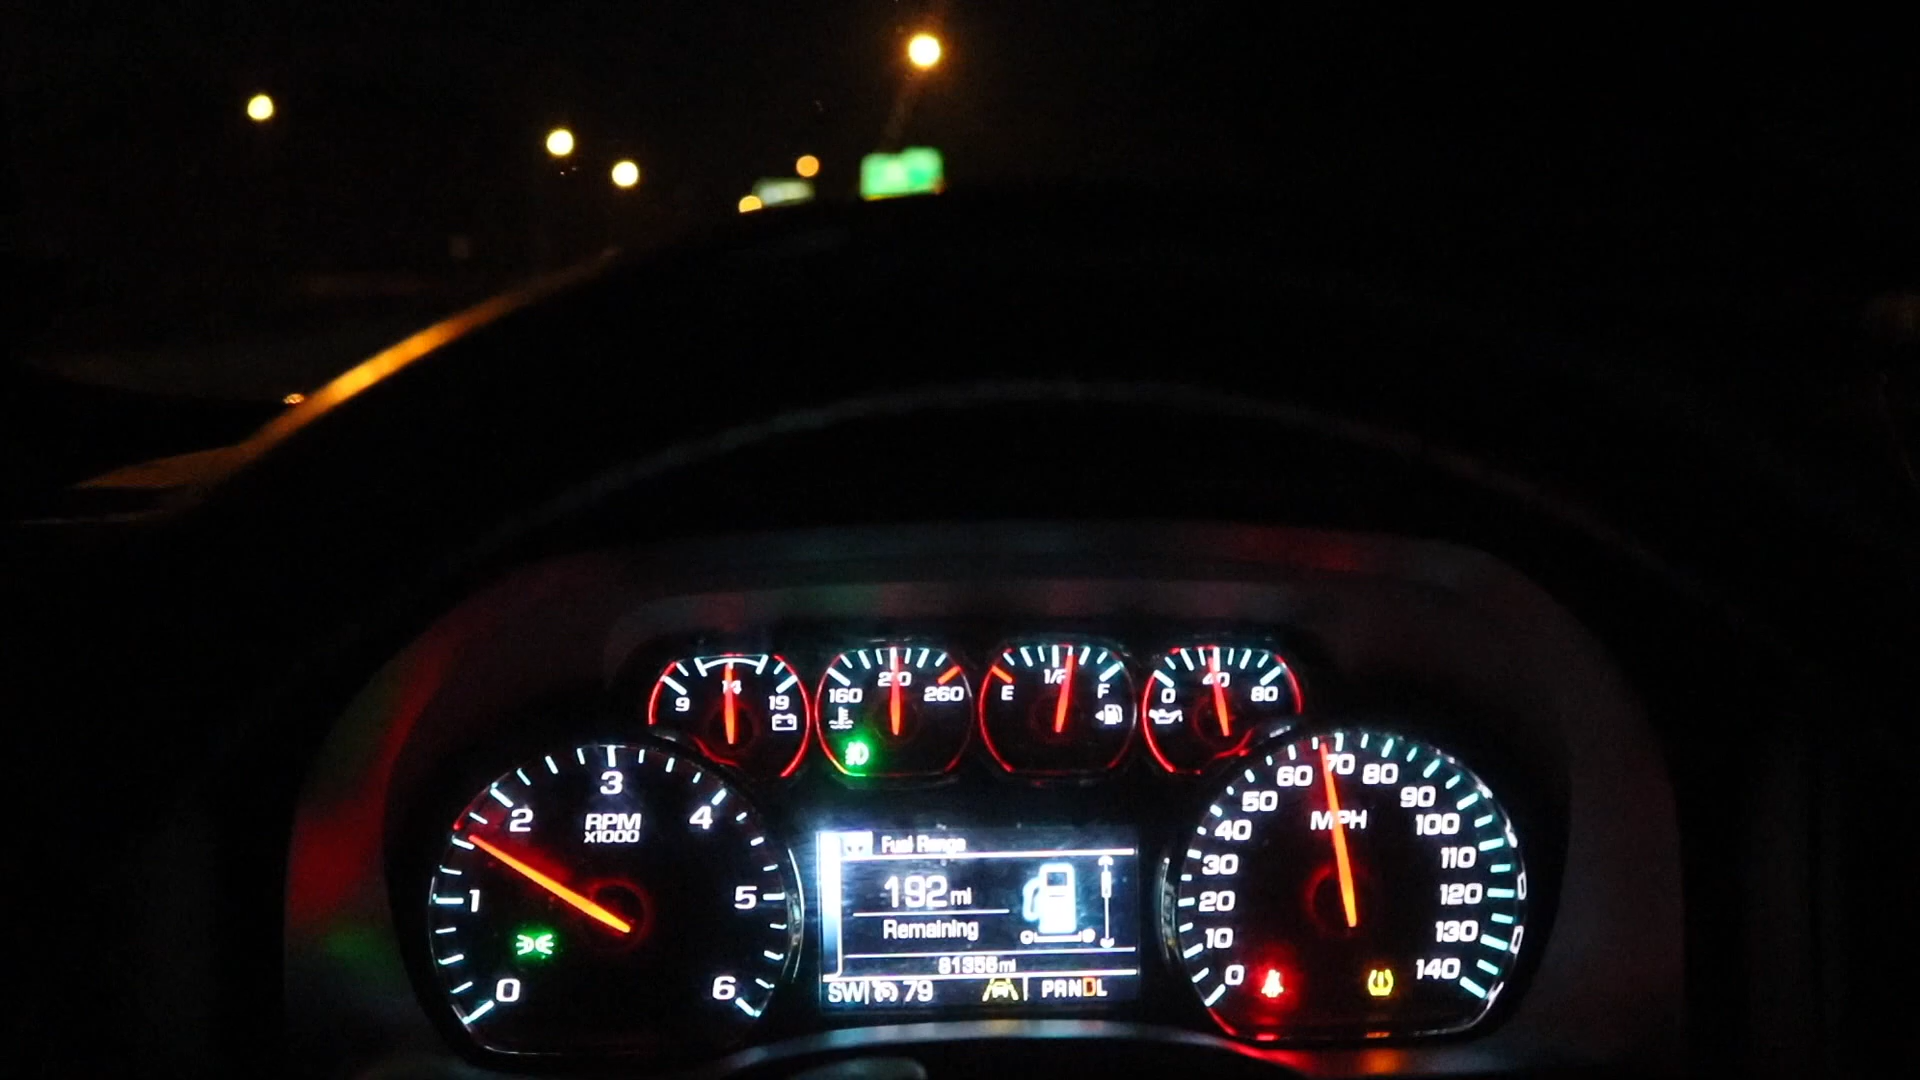 9 14 19
160 210 260
E 1/2 F
0 40 80
0 1 2 3 4 5 6
RPM
x1000
Fuel Range
192 mi
Remaining
81356 mi
SW 79 PRNDL
0 10 20 30 40 50 60 70 80 90 100 110 120 130 140
MPH